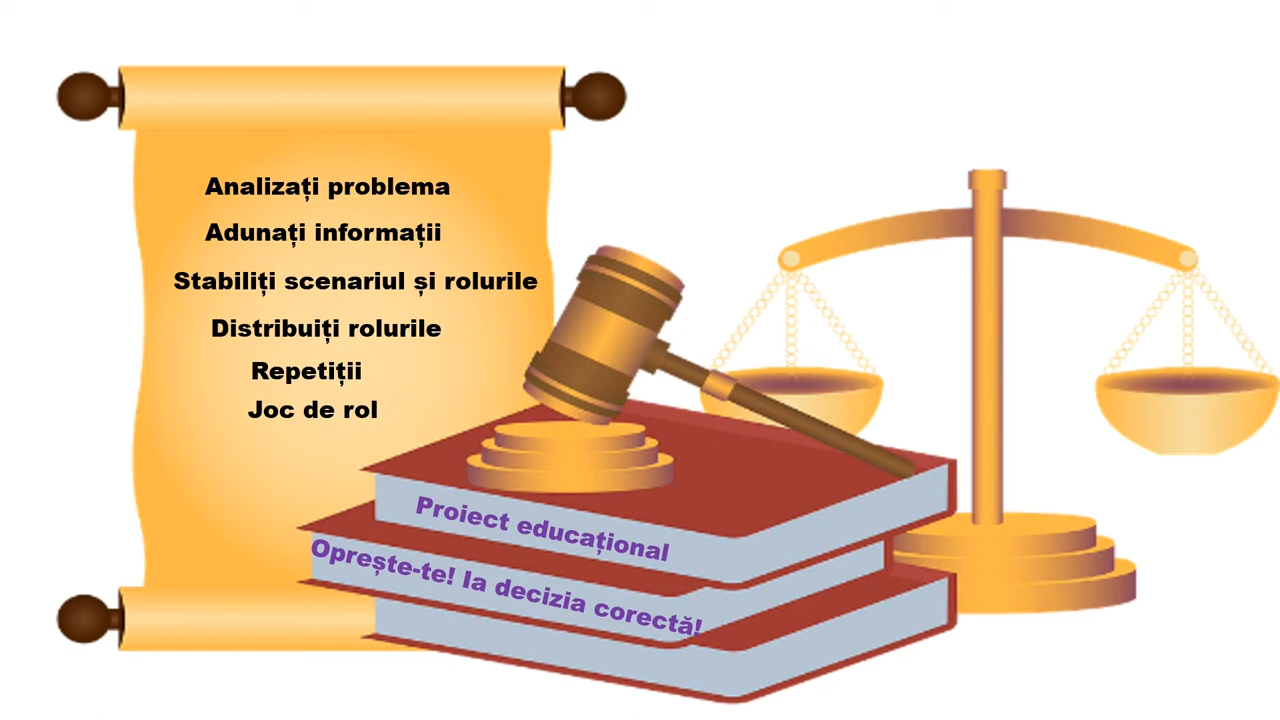 Analizați problema
Adunați informații
Stabiliți scenariul și rolurile
Distribuiți rolurile
Repetiții
Joc de rol
Proiect educațional
Oprește-te! Ia decizia corectă!